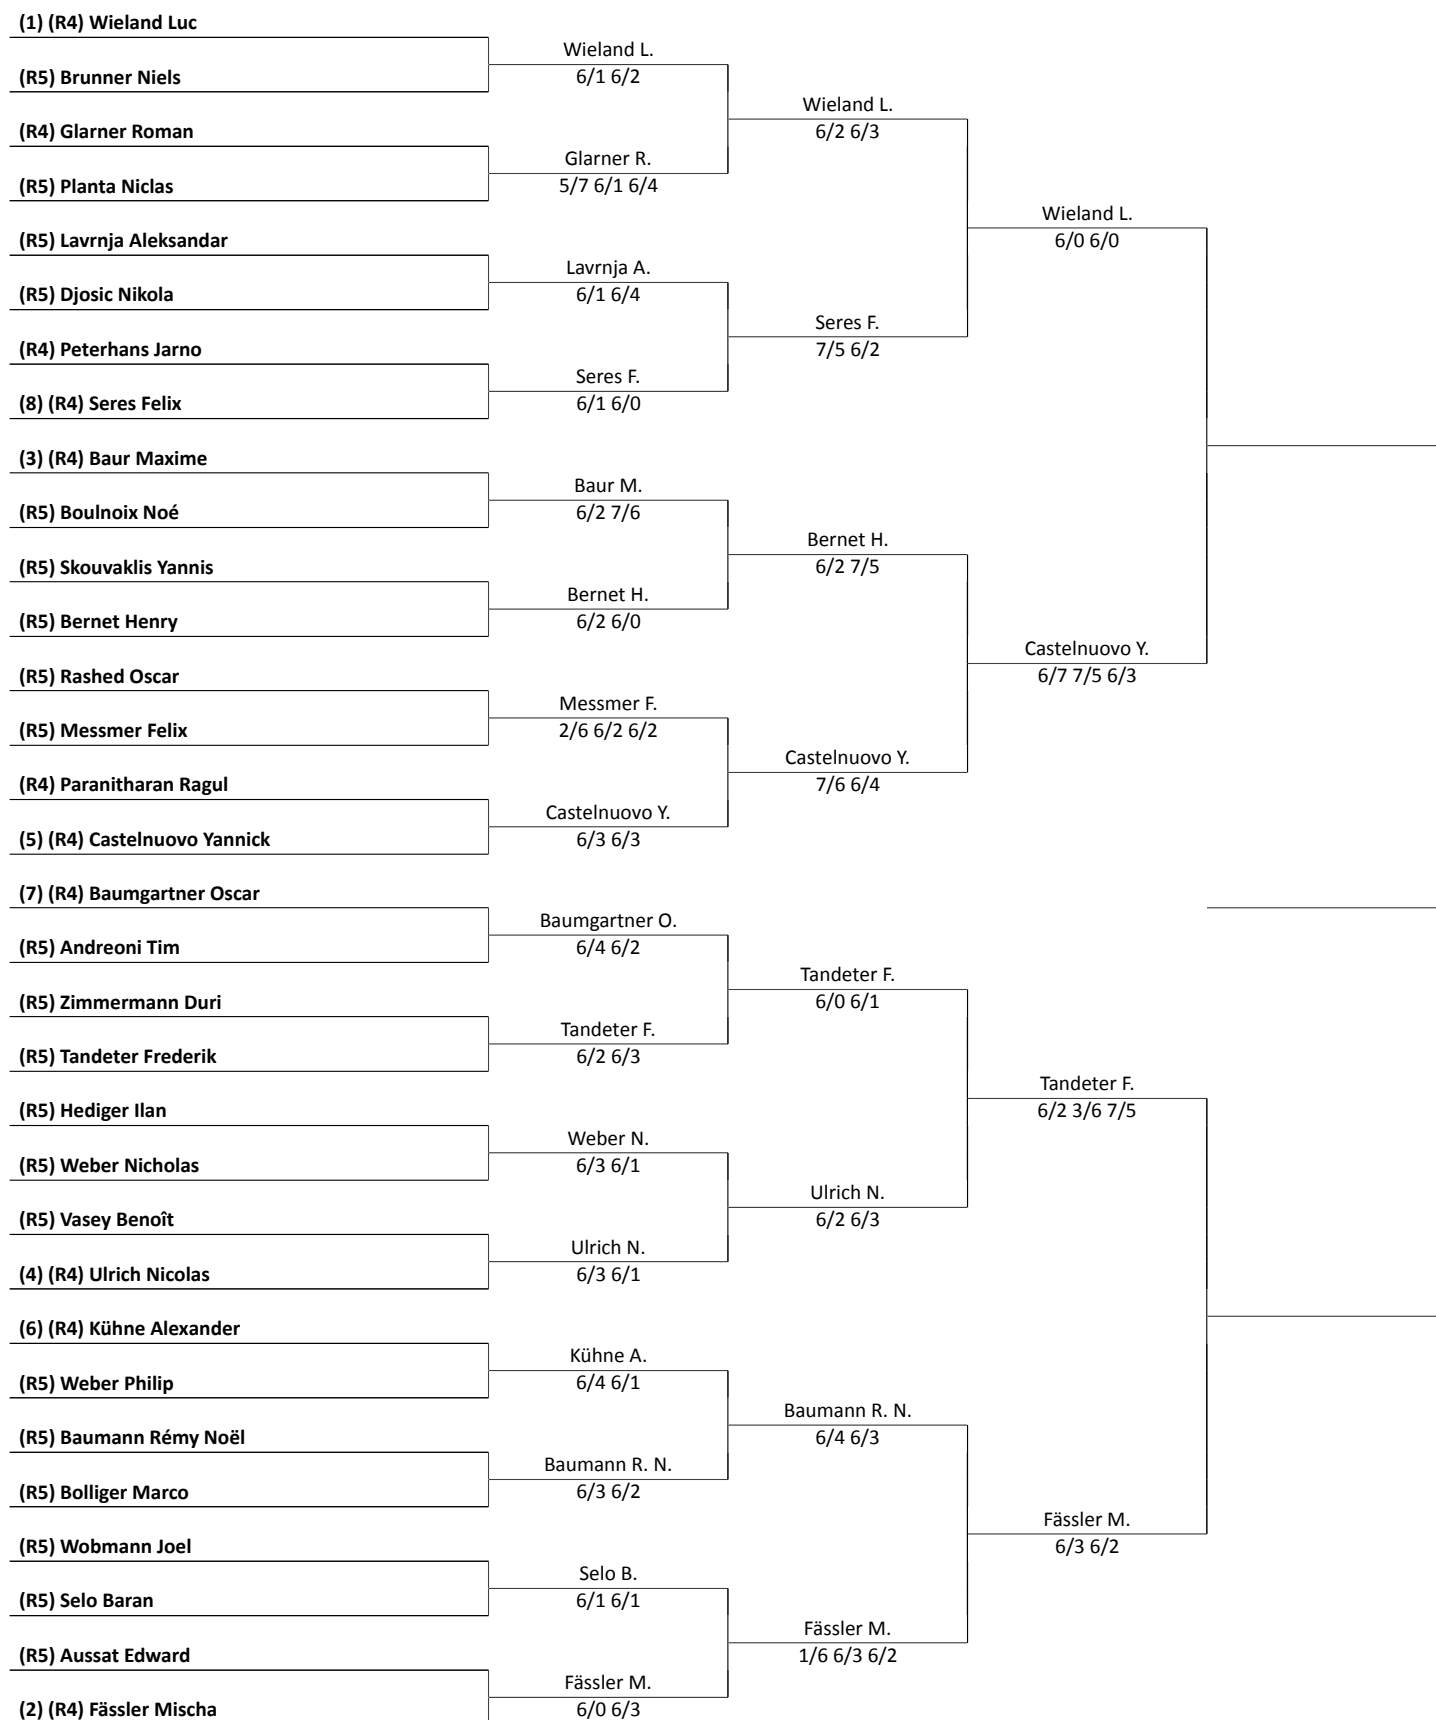 (1) (R4) Wieland Luc
Wieland L.
(R5) Brunner Niels
6/1 6/2
Wieland L.
(R4) Glarner Roman
6/2 6/3
Glarner R.
(R5) Planta Niclas
5/7 6/1 6/4
Wieland L.
(R5) Lavrnja Aleksandar
6/0 6/0
Lavrnja A.
(R5) Djosic Nikola
6/1 6/4
Seres F.
(R4) Peterhans Jarno
7/5 6/2
Seres F.
(8) (R4) Seres Felix
6/1 6/0
(3) (R4) Baur Maxime
Baur M.
(R5) Boulnoix Noé
6/2 7/6
Bernet H.
(R5) Skouvaklis Yannis
6/2 7/5
Bernet H.
(R5) Bernet Henry
6/2 6/0
Castelnuovo Y.
(R5) Rashed Oscar
6/7 7/5 6/3
Messmer F.
(R5) Messmer Felix
2/6 6/2 6/2
Castelnuovo Y.
(R4) Paranitharan Ragul
7/6 6/4
Castelnuovo Y.
(5) (R4) Castelnuovo Yannick
6/3 6/3
(7) (R4) Baumgartner Oscar
Baumgartner O.
(R5) Andreoni Tim
6/4 6/2
Tandeter F.
(R5) Zimmermann Duri
6/0 6/1
Tandeter F.
(R5) Tandeter Frederik
6/2 6/3
Tandeter F.
(R5) Hediger Ilan
6/2 3/6 7/5
Weber N.
(R5) Weber Nicholas
6/3 6/1
Ulrich N.
(R5) Vasey Benoît
6/2 6/3
Ulrich N.
(4) (R4) Ulrich Nicolas
6/3 6/1
(6) (R4) Kühne Alexander
Kühne A.
(R5) Weber Philip
6/4 6/1
Baumann R. N.
(R5) Baumann Rémy Noël
6/4 6/3
Baumann R. N.
(R5) Bolliger Marco
6/3 6/2
Fässler M.
(R5) Wobmann Joel
6/3 6/2
Selo B.
(R5) Selo Baran
6/1 6/1
Fässler M.
(R5) Aussat Edward
1/6 6/3 6/2
Fässler M.
(2) (R4) Fässler Mischa
6/0 6/3